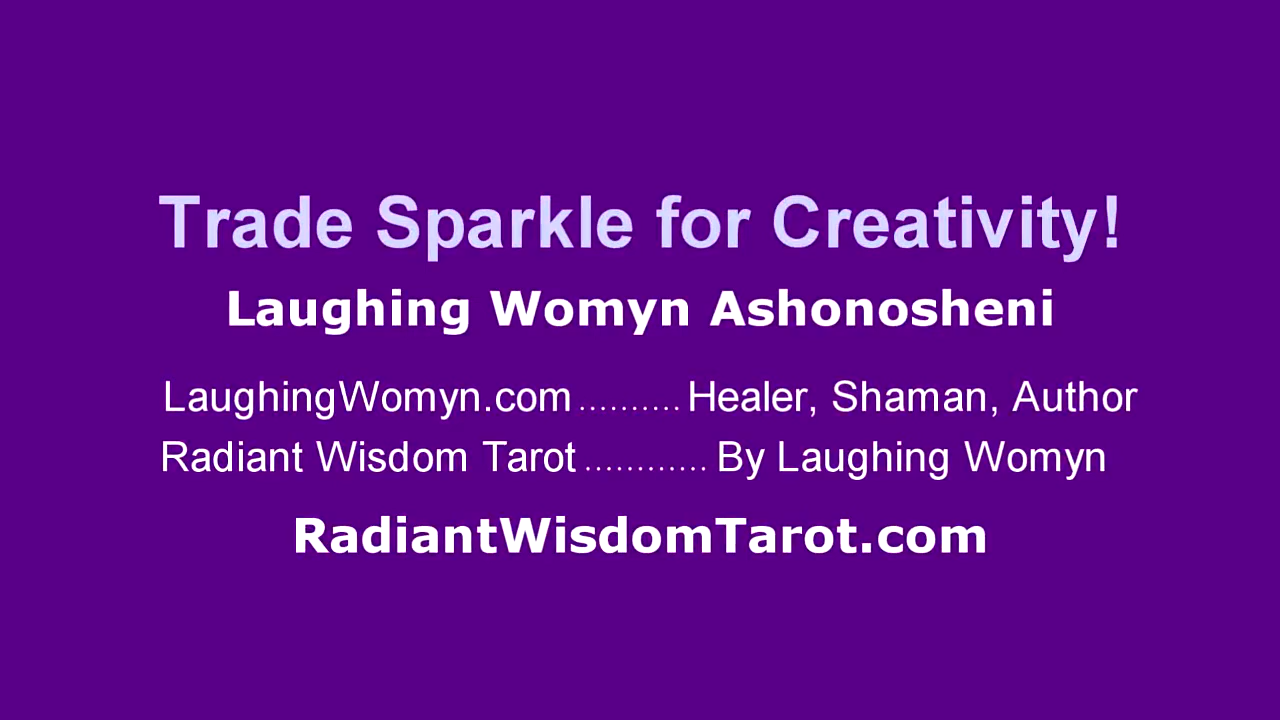 Trade Sparkle for Creativity!
Laughing Womyn Ashonosheni
LaughingWomyn.com .......... Healer, Shaman, Author
Radiant Wisdom Tarot ............ By Laughing Womyn
RadiantWisdomTarot.com